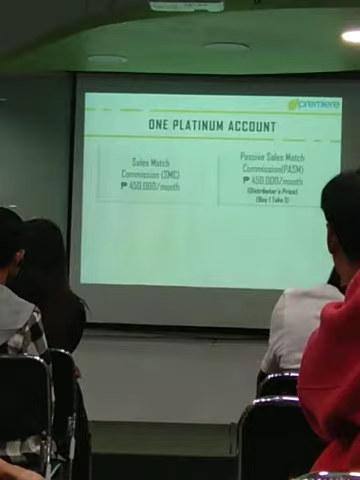 premiere
ONE PLATINUM ACCOUNT
Sales Match
Commission (SMC)
₱ 450,000/month
Passive Sales Match
Commission(PASM)
₱ 450,000/month
(Distributor's Price)
(Buy 1 Take 1)